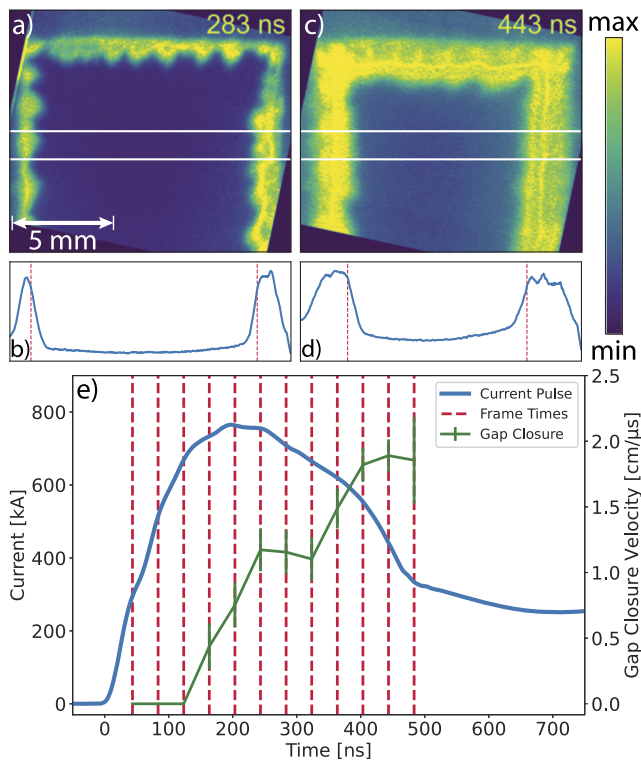 a)
283 ns
c)
443 ns
max
5 mm
b)
d)
min
e)
Current Pulse
Frame Times
Gap Closure
Current [kA]
800
600
400
200
0
2.5
2.0
1.5
1.0
0.5
0.0
Gap Closure Velocity [cm/μs]
0
100
200
300
400
500
600
700
Time [ns]